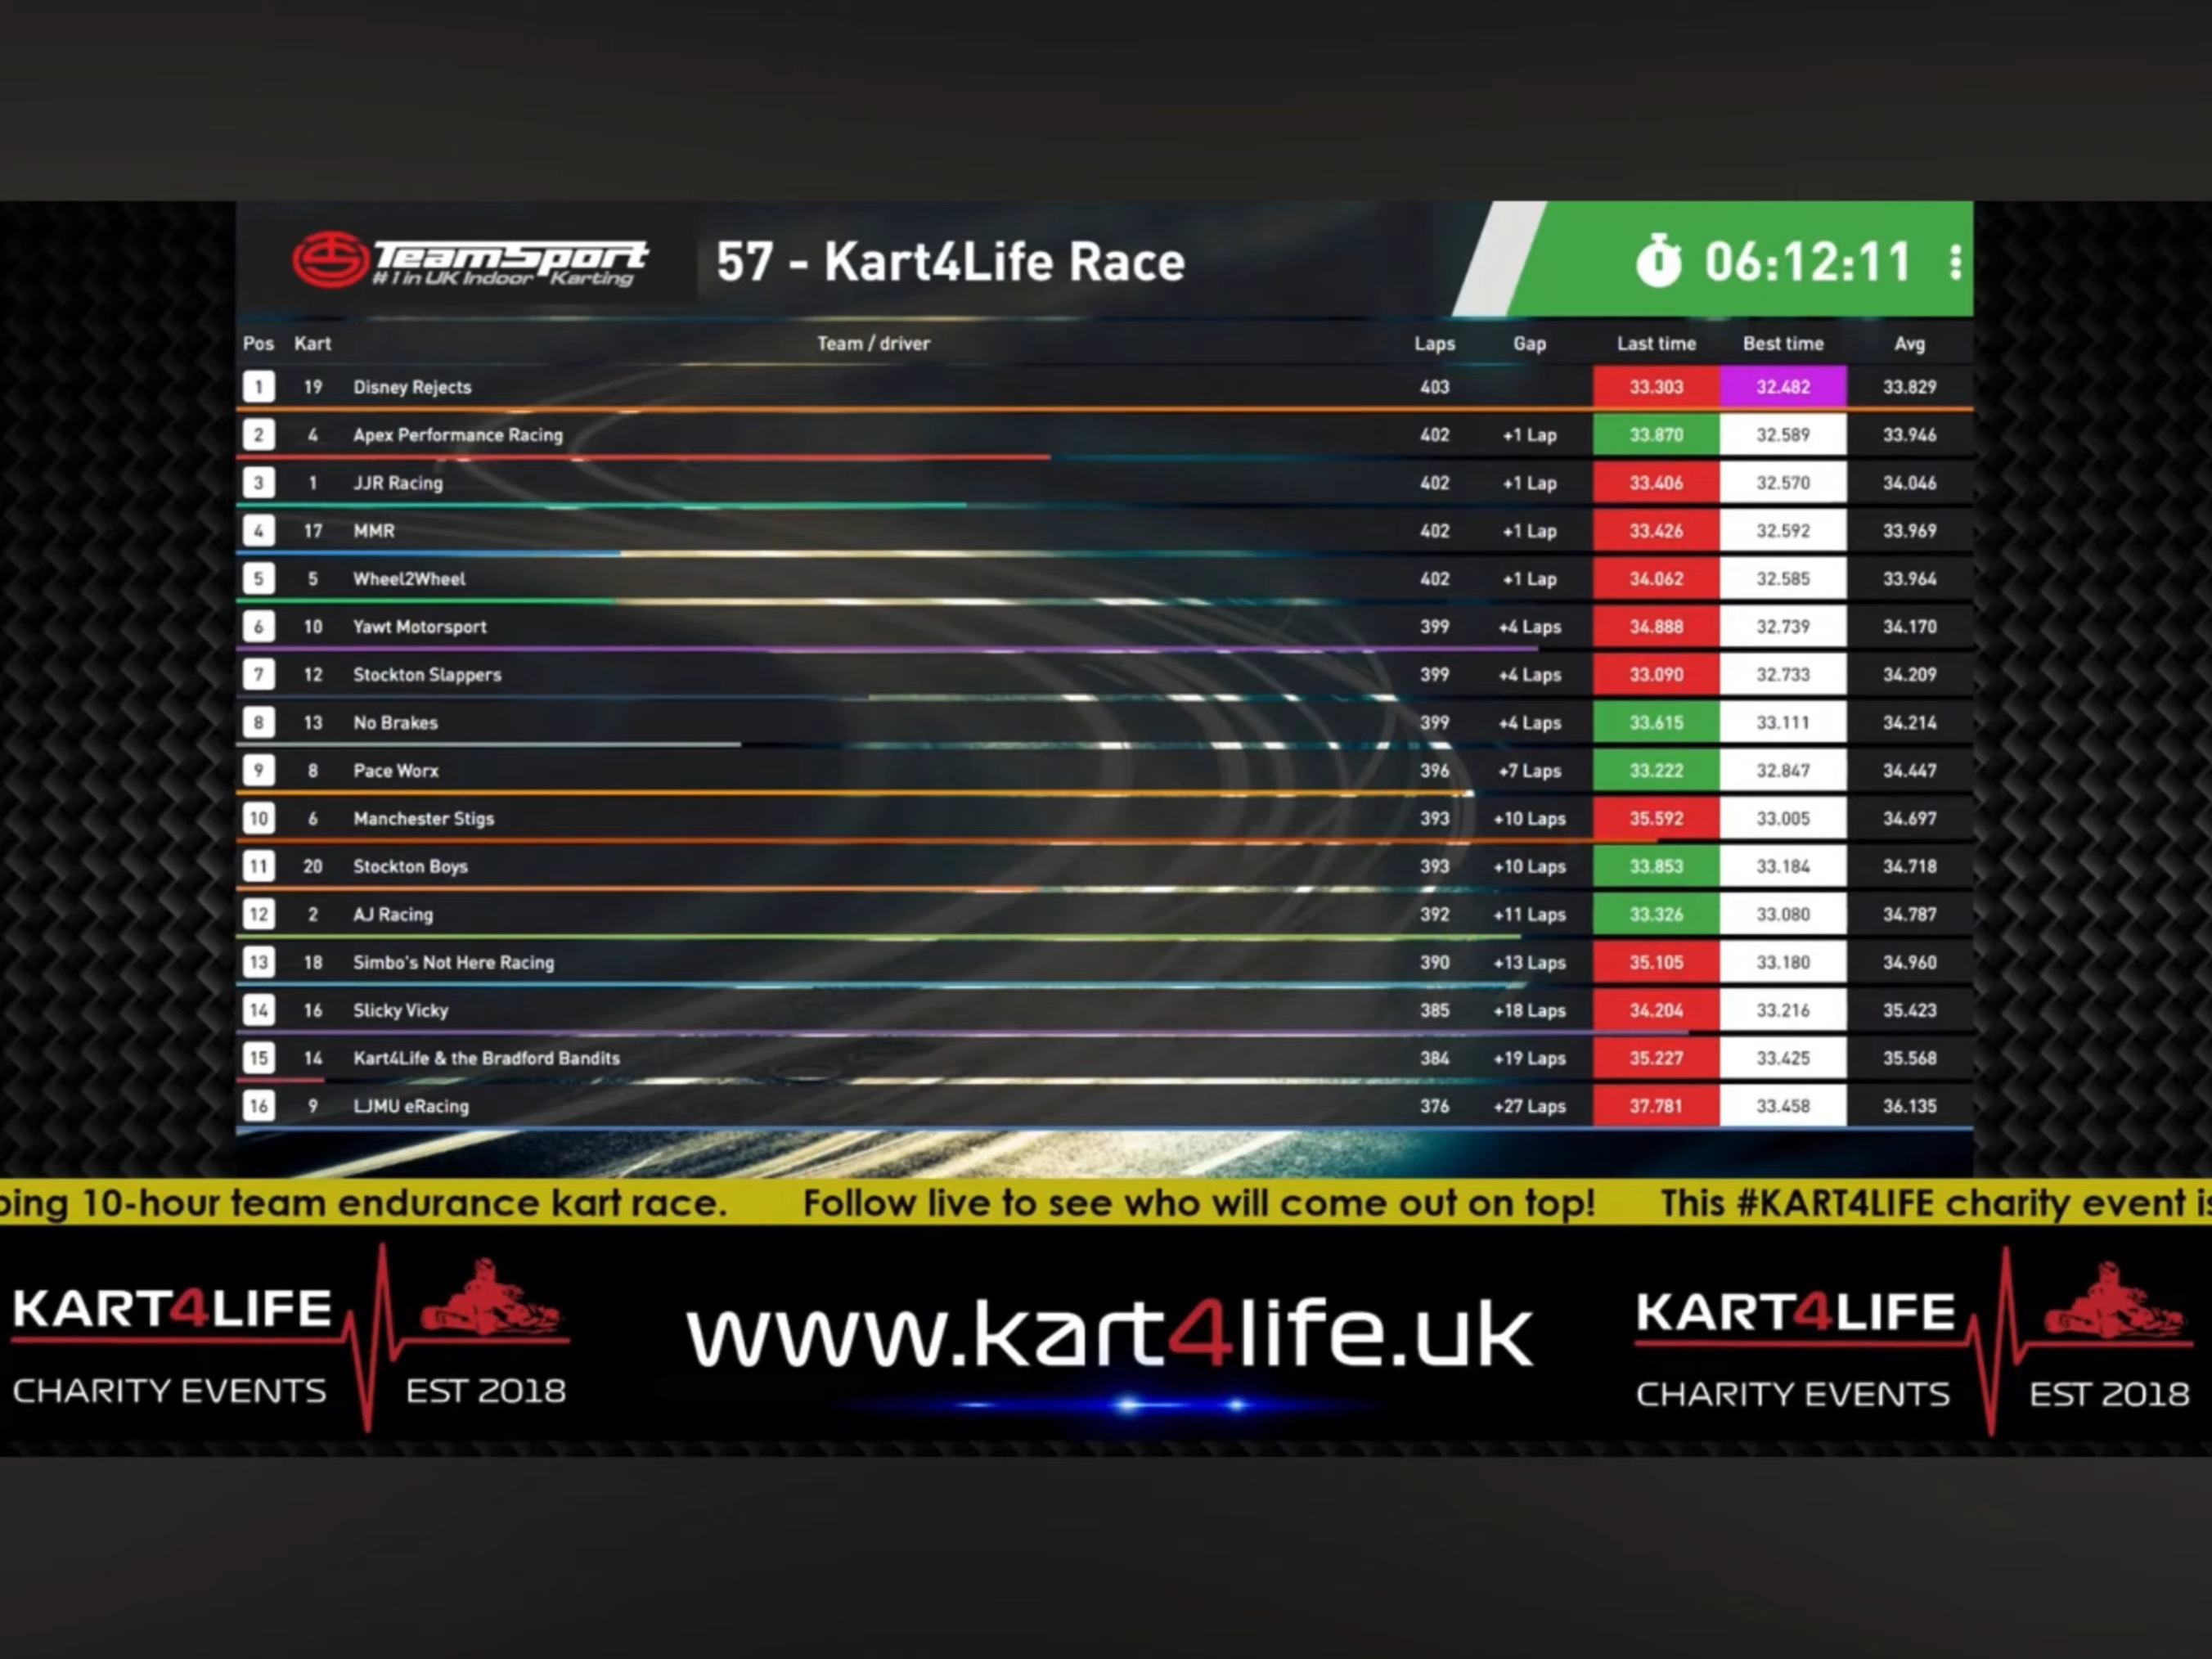 TeamSport
#1 in UK Indoor Karting
57 - Kart4Life Race
06:12:11
Pos Kart Team / driver Laps Gap Last time Best time Avg
1 19 Disney Rejects 403 33.303 32.482 33.829
2 4 Apex Performance Racing 402 +1 Lap 33.870 32.589 33.946
3 1 JJR Racing 402 +1 Lap 33.406 32.570 34.046
4 17 MMR 402 +1 Lap 33.426 32.592 33.969
5 5 Wheel2Wheel 402 +1 Lap 34.062 32.585 33.964
6 10 Yawt Motorsport 399 +4 Laps 34.888 32.739 34.170
7 12 Stockton Slappers 399 +4 Laps 33.090 32.733 34.209
8 13 No Brakes 399 +4 Laps 33.615 33.111 34.214
9 8 Pace Worx 396 +7 Laps 33.222 32.847 34.447
10 6 Manchester Stigs 393 +10 Laps 35.592 33.005 34.697
11 20 Stockton Boys 393 +10 Laps 33.853 33.184 34.718
12 2 AJ Racing 392 +11 Laps 33.326 33.080 34.787
13 18 Simbo's Not Here Racing 390 +13 Laps 35.105 33.180 34.960
14 16 Slicky Vicky 385 +18 Laps 34.204 33.216 35.423
15 14 Kart4Life & the Bradford Bandits 384 +19 Laps 35.227 33.425 35.568
16 9 LJMU eRacing 376 +27 Laps 37.781 33.458 36.135
ping 10-hour team endurance kart race. Follow live to see who will come out on top! This #KART4LIFE charity event is
KART4LIFE
CHARITY EVENTS EST 2018
www.kart4life.uk
KART4LIFE
CHARITY EVENTS EST 2018